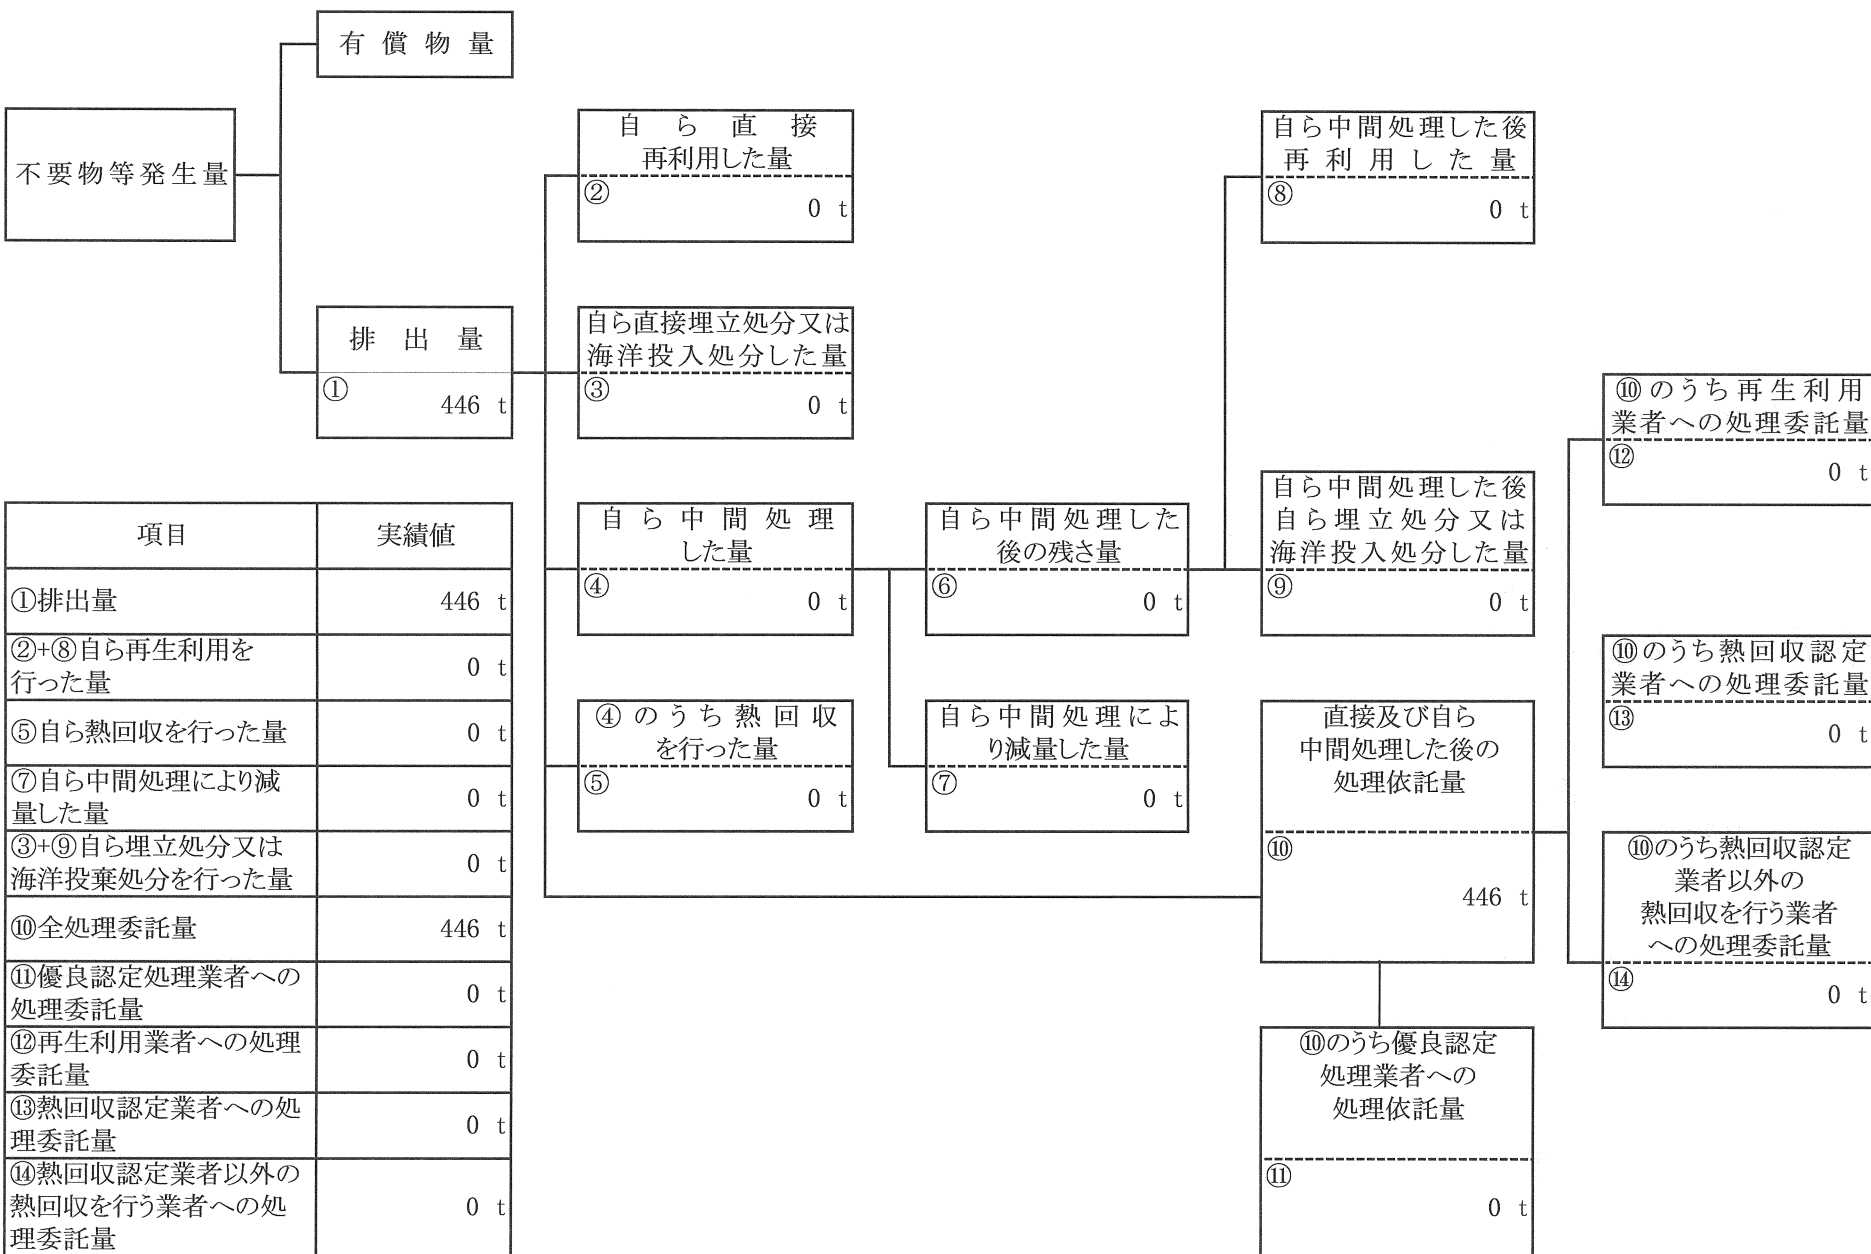 有償物量
不要物等発生量
排出量
①
446 t
自ら直接
再利用した量
②
0 t
自ら直接埋立処分又は
海洋投入処分した量
③
0 t
自ら中間処理
した量
④
0 t
④のうち熱回収
を行った量
⑤
0 t
自ら中間処理した
後の残さ量
⑥
0 t
自ら中間処理によ
り減量した量
⑦
0 t
自ら中間処理した後
再利用した量
⑧
0 t
自ら中間処理した後
自ら埋立処分又は
海洋投入処分した量
⑨
0 t
直接及び自ら
中間処理した後の
処理依託量
⑩
446 t
⑩のうち優良認定
処理業者への
処理依託量
⑪
0 t
⑩のうち再生利用
業者への処理委託量
⑫
0 t
⑩のうち熱回収認定
業者への処理委託量
⑬
0 t
⑩のうち熱回収認定
業者以外の
熱回収を行う業者
への処理委託量
⑭
0 t
項目 実績値
①排出量 446 t
②+⑧自ら再生利用を
行った量 0 t
⑤自ら熱回収を行った量 0 t
⑦自ら中間処理により減
量した量 0 t
③+⑨自ら埋立処分又は
海洋投棄処分を行った量 0 t
⑩全処理委託量 446 t
⑪優良認定処理業者への
処理委託量 0 t
⑫再生利用業者への処理
委託量 0 t
⑬熱回収認定業者への処
理委託量 0 t
⑭熱回収認定業者以外の
熱回収を行う業者への処
理委託量 0 t